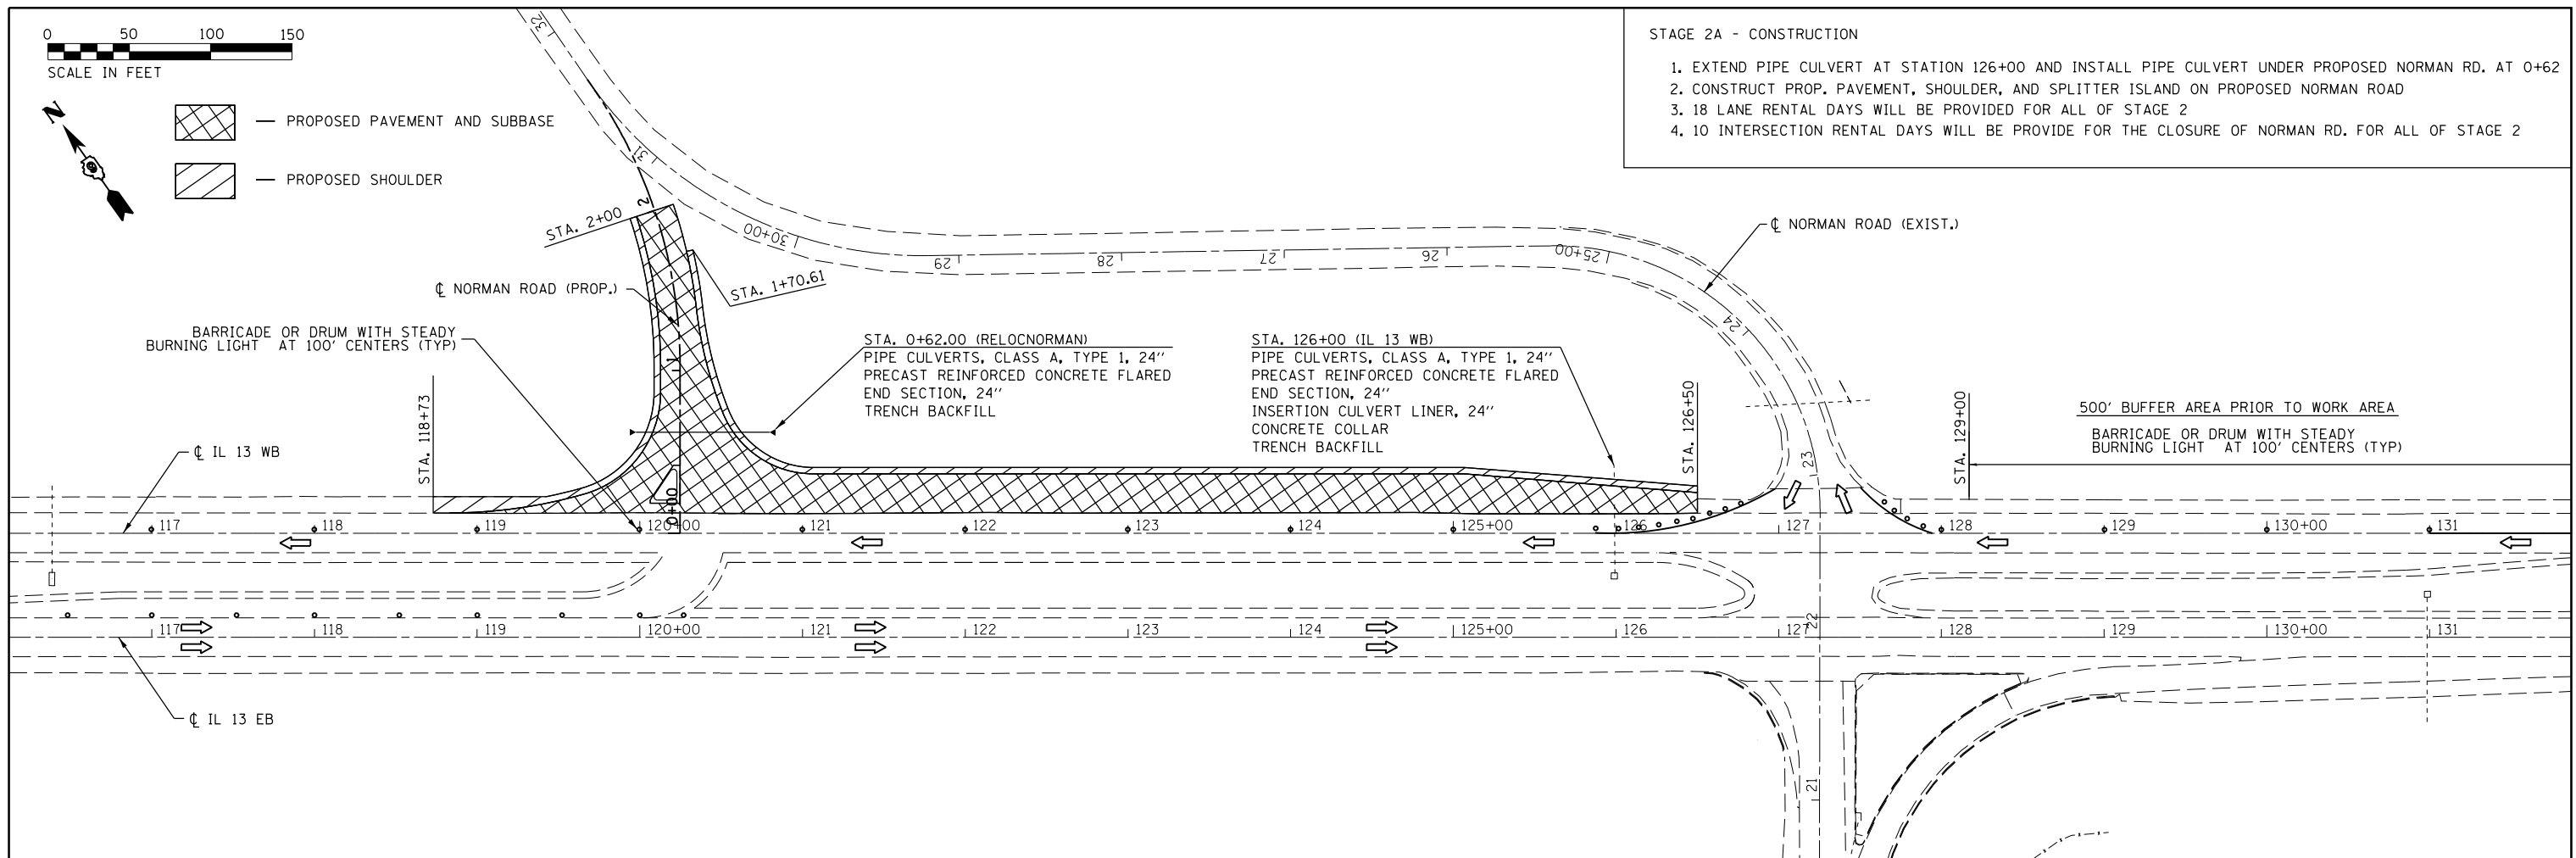 0 50 100 150
SCALE IN FEET
N
— PROPOSED PAVEMENT AND SUBBASE
— PROPOSED SHOULDER
STAGE 2A - CONSTRUCTION
1. EXTEND PIPE CULVERT AT STATION 126+00 AND INSTALL PIPE CULVERT UNDER PROPOSED NORMAN RD. AT 0+62
2. CONSTRUCT PROP. PAVEMENT, SHOULDER, AND SPLITTER ISLAND ON PROPOSED NORMAN ROAD
3. 18 LANE RENTAL DAYS WILL BE PROVIDED FOR ALL OF STAGE 2
4. 10 INTERSECTION RENTAL DAYS WILL BE PROVIDE FOR THE CLOSURE OF NORMAN RD. FOR ALL OF STAGE 2
32
31
30+00
29
28
27
26
25+00
24
23
22
21
℄ NORMAN ROAD (EXIST.)
STA. 2+00
2
STA. 1+70.61
℄ NORMAN ROAD (PROP.)
1
0+00
BARRICADE OR DRUM WITH STEADY
BURNING LIGHT AT 100' CENTERS (TYP)
STA. 0+62.00 (RELOCNORMAN)
PIPE CULVERTS, CLASS A, TYPE 1, 24''
PRECAST REINFORCED CONCRETE FLARED
END SECTION, 24''
TRENCH BACKFILL
STA. 126+00 (IL 13 WB)
PIPE CULVERTS, CLASS A, TYPE 1, 24''
PRECAST REINFORCED CONCRETE FLARED
END SECTION, 24''
INSERTION CULVERT LINER, 24''
CONCRETE COLLAR
TRENCH BACKFILL
STA. 118+73
STA. 126+50
STA. 129+00
500' BUFFER AREA PRIOR TO WORK AREA
BARRICADE OR DRUM WITH STEADY
BURNING LIGHT AT 100' CENTERS (TYP)
℄ IL 13 WB
117 118 119 120+00 121 122 123 124 125+00 126 127 128 129 130+00 131
117 118 119 120+00 121 122 123 124 125+00 126 127 128 129 130+00 131
℄ IL 13 EB